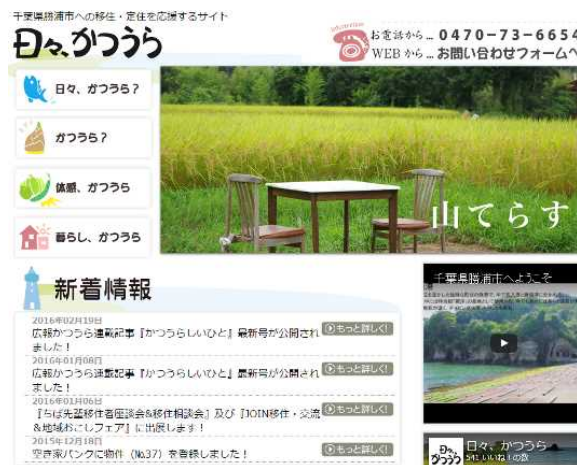 千葉県勝浦市への移住・定住を応援するサイト
日々、かつうら
お電話から... 0470-73-6654
WEBから... お問い合わせフォームへ
日々、かつうら?
かつうら?
体感、かつうら
暮らし、かつうら
山てらす
新着情報
2016年02月19日
広報かつうら連載記事『かつうらしいひと』最新号が公開され
ました!
もっと詳しく!
2016年01月08日
広報かつうら連載記事『かつうらしいひと』最新号が公開され
ました!
もっと詳しく!
2016年01月06日
『ちば先輩移住者座談会&移住相談会』及び『JOIN移住・交流
&地域おこしフェア』に出展します!
もっと詳しく!
2015年12月18日
空き家バンクに物件(No.37)を登録しました!
もっと詳しく!
千葉県勝浦市へようこそ
日々、かつうら
日々、かつうら
541 いいね!の数